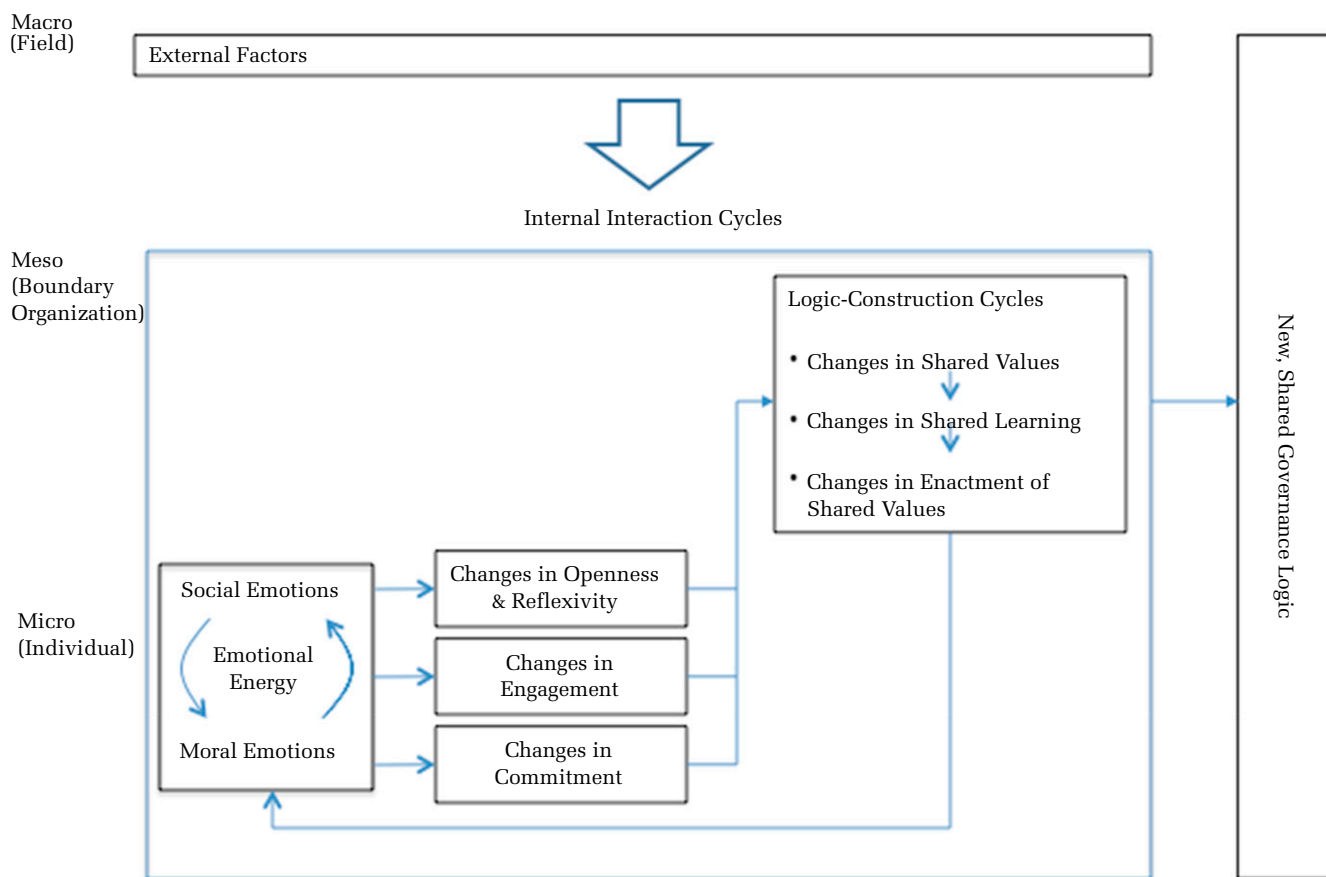 Macro
(Field)
External Factors
Internal Interaction Cycles
Meso
(Boundary
Organization)
Logic-Construction Cycles
• Changes in Shared Values
• Changes in Shared Learning
• Changes in Enactment of
Shared Values
New, Shared Governance Logic
Micro
(Individual)
Social Emotions
Emotional
Energy
Moral Emotions
Changes in Openness
& Reflexivity
Changes in
Engagement
Changes in
Commitment